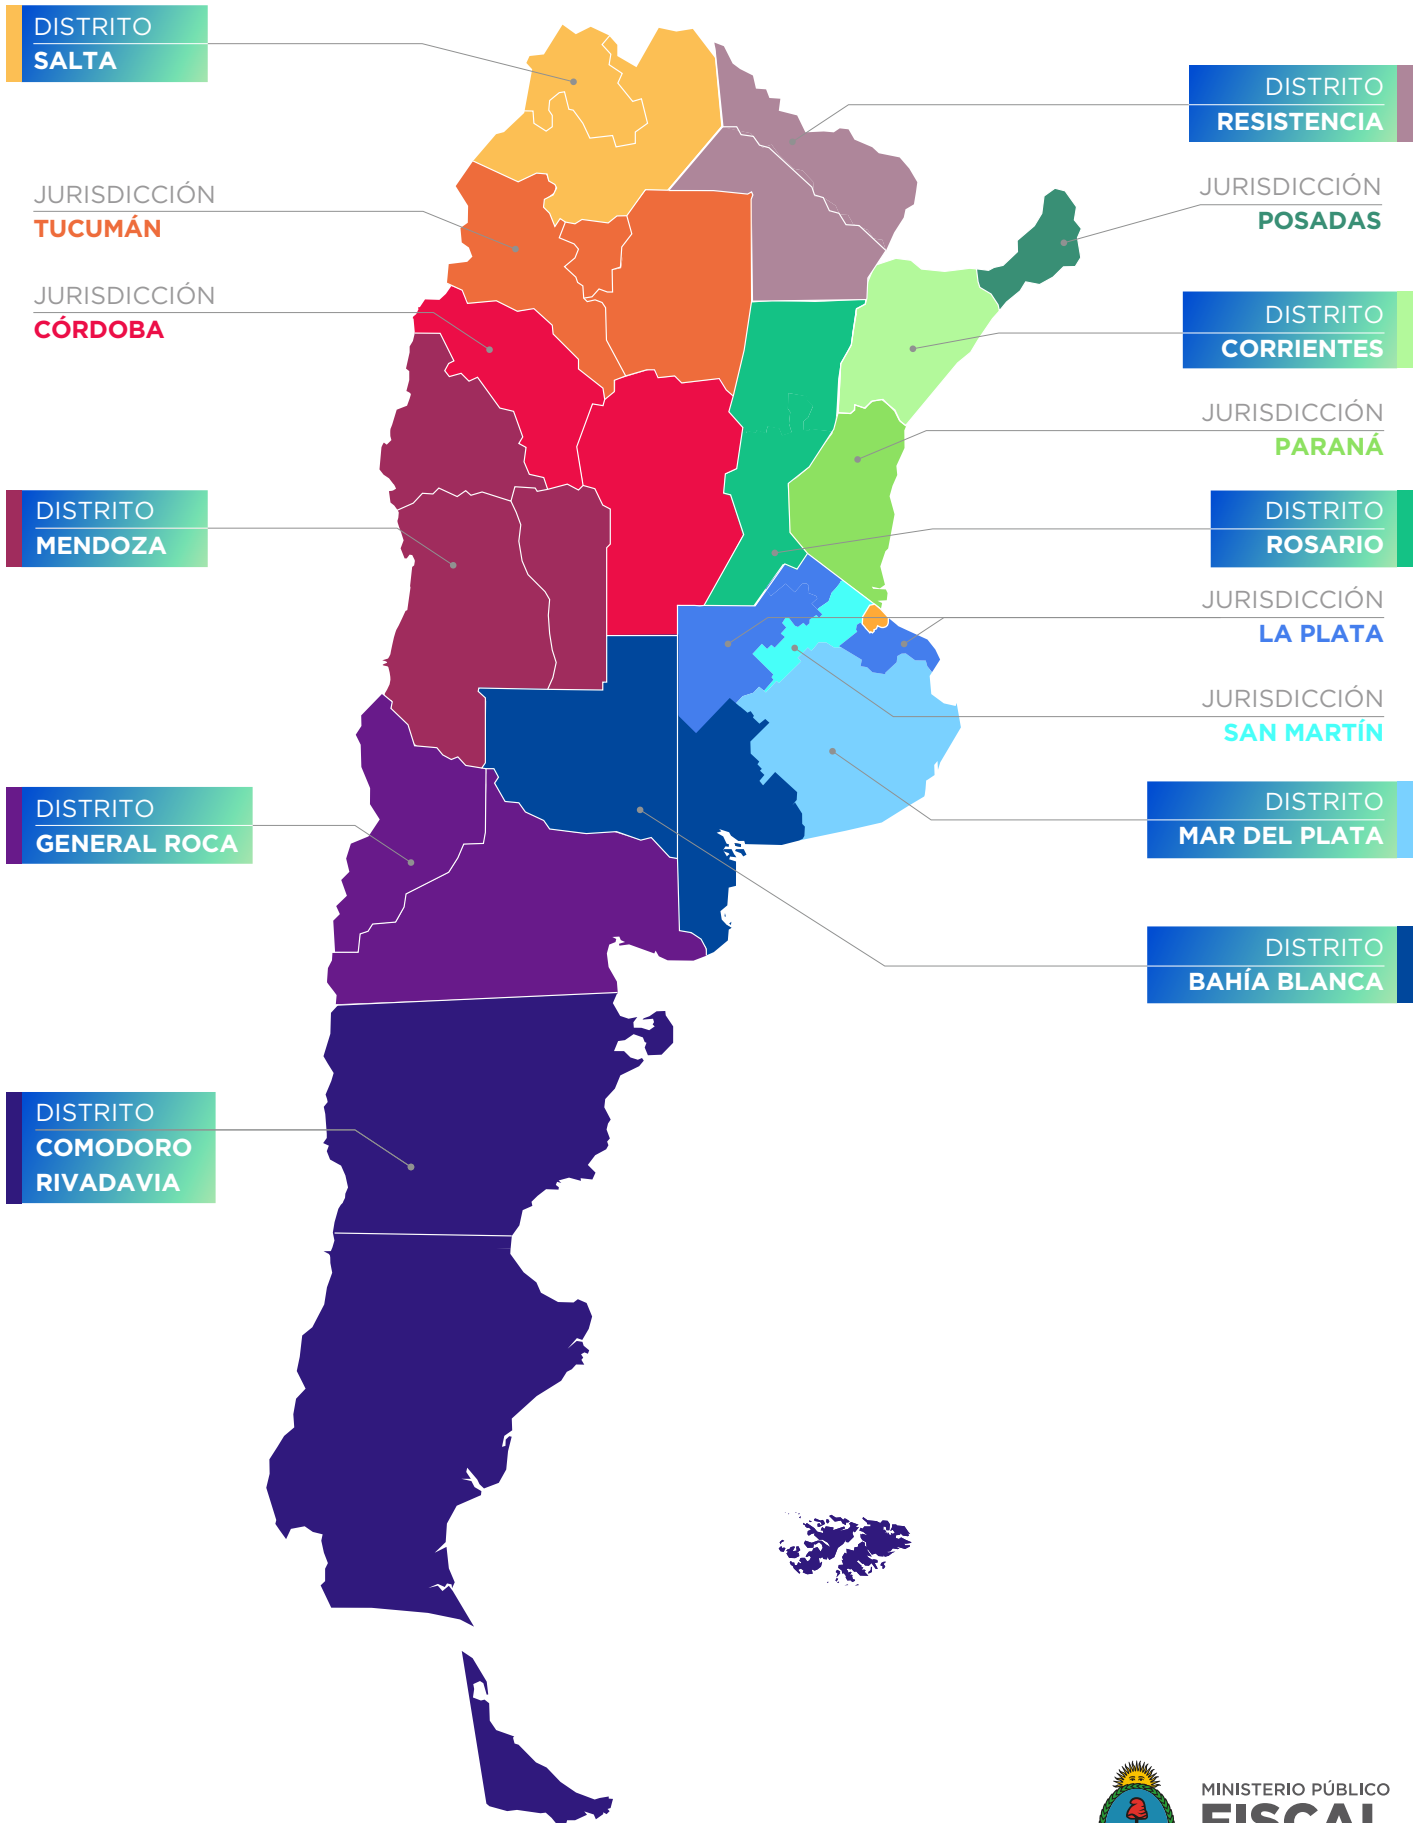 DISTRITO
SALTA
DISTRITO
RESISTENCIA
JURISDICCIÓN
TUCUMÁN
JURISDICCIÓN
POSADAS
JURISDICCIÓN
CÓRDOBA
DISTRITO
CORRIENTES
JURISDICCIÓN
PARANÁ
DISTRITO
MENDOZA
DISTRITO
ROSARIO
JURISDICCIÓN
LA PLATA
JURISDICCIÓN
SAN MARTÍN
DISTRITO
GENERAL ROCA
DISTRITO
MAR DEL PLATA
DISTRITO
BAHÍA BLANCA
DISTRITO
COMODORO
RIVADAVIA
MINISTERIO PÚBLICO
FISCAL